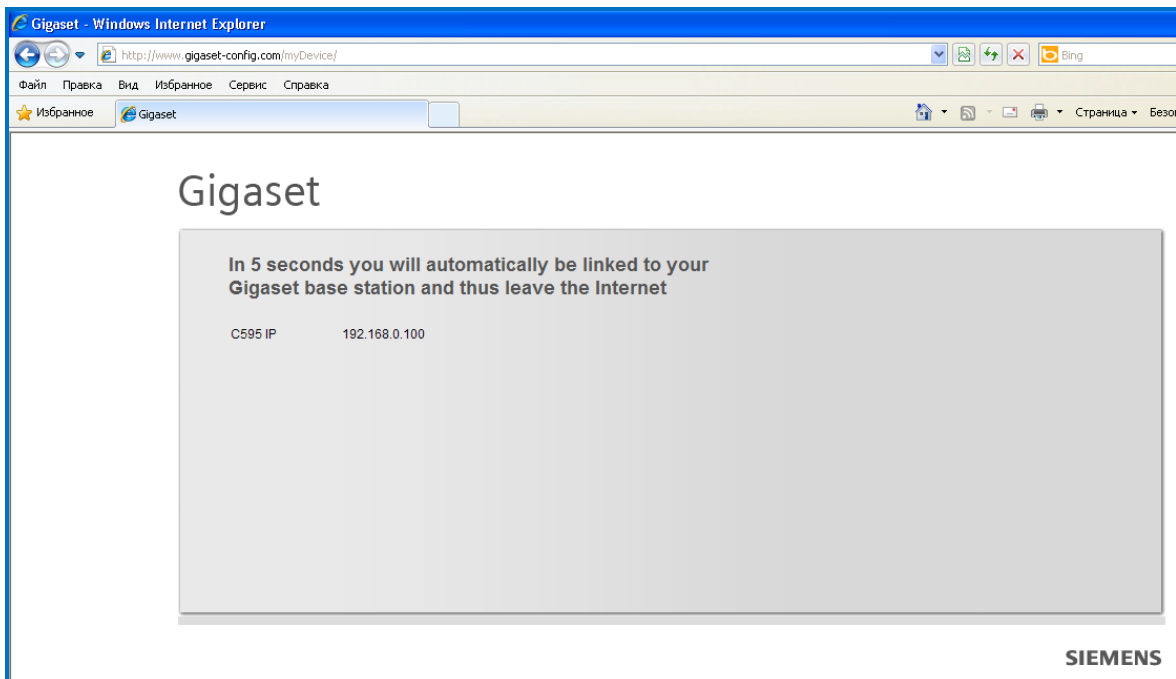 Gigaset - Windows Internet Explorer
http://www.gigaset-config.com/myDevice/
Bing
Файл Правка Вид Избранное Сервис Справка
Избранное Gigaset Страница
Gigaset
In 5 seconds you will automatically be linked to your
Gigaset base station and thus leave the Internet
C595 IP 192.168.0.100
SIEMENS